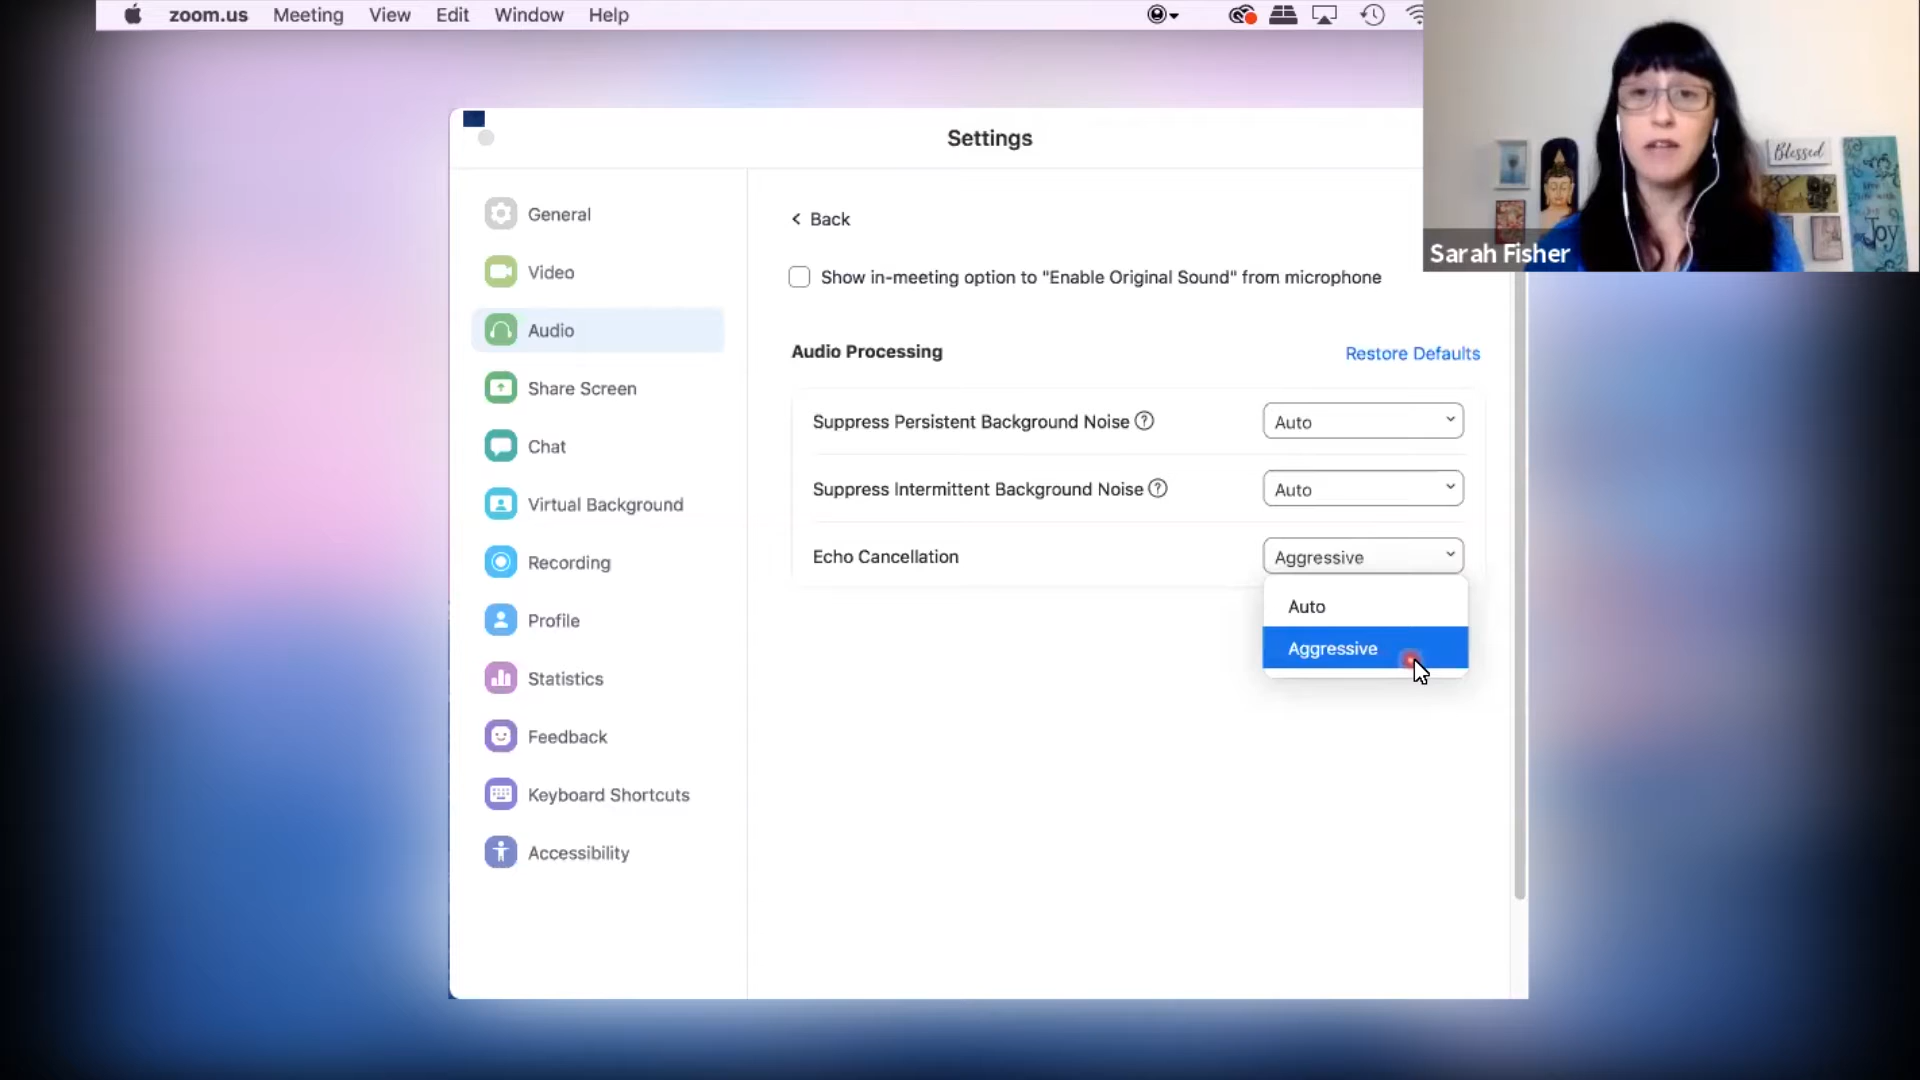 zoom.us Meeting View Edit Window Help
Settings
General
Video
Audio
Share Screen
Chat
Virtual Background
Recording
Profile
Statistics
Feedback
Keyboard Shortcuts
Accessibility
< Back
Show in-meeting option to "Enable Original Sound" from microphone
Audio Processing
Restore Defaults
Suppress Persistent Background Noise ?
Auto
Suppress Intermittent Background Noise ?
Auto
Echo Cancellation
Aggressive
Auto
Aggressive
Blessed
Joy
Sarah Fisher